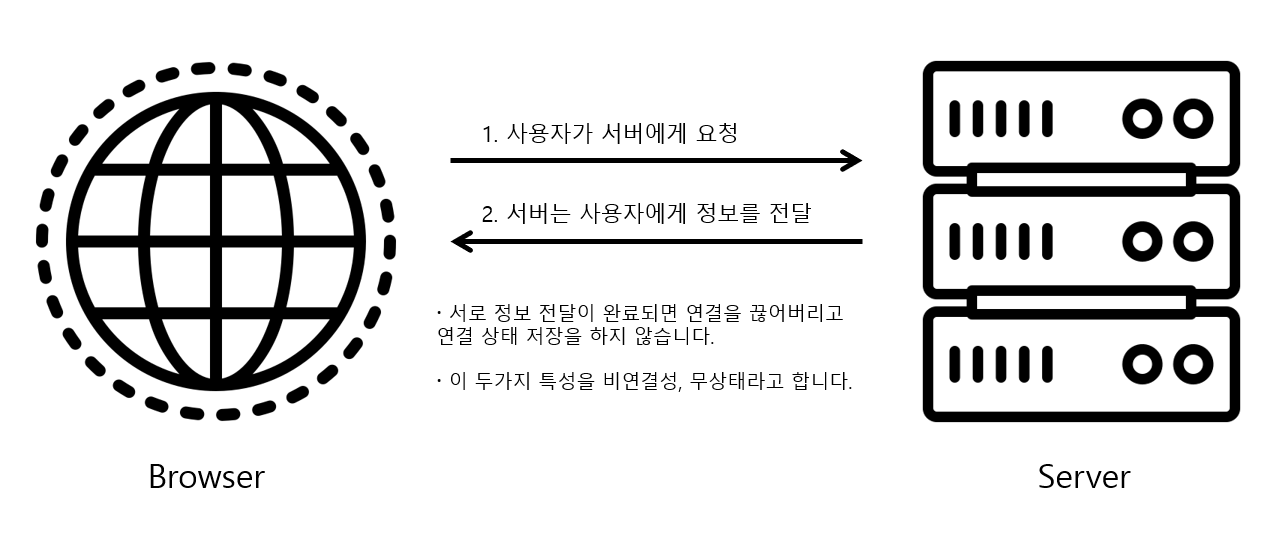 1. 사용자가 서버에게 요청
2. 서버는 사용자에게 정보를 전달
· 서로 정보 전달이 완료되면 연결을 끊어버리고
연결 상태 저장을 하지 않습니다.
· 이 두가지 특성을 비연결성, 무상태라고 합니다.
Browser
Server